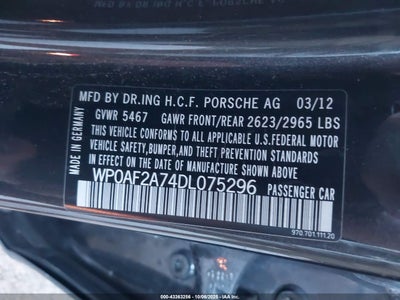 MFD BY DR.ING H.C.F. PORSCHE AG 03/12
GVWR 5467 GAWR FRONT/REAR 2623/2965 LBS
MADE IN GERMANY
THIS VEHICLE CONFORMS TO ALL APPLICABLE
U.S.FEDERAL MOTOR
VEHICLE SAFETY, BUMPER, AND THEFT PREVENTION
STANDARDS IN EFFECT ON THE DATE OF
MANUFACTURE SHOWN ABOVE
WP0AF2A74DL075296 PASSENGER CAR
970.701.111.20
000-43363256 - 10/06/2025 - IAA